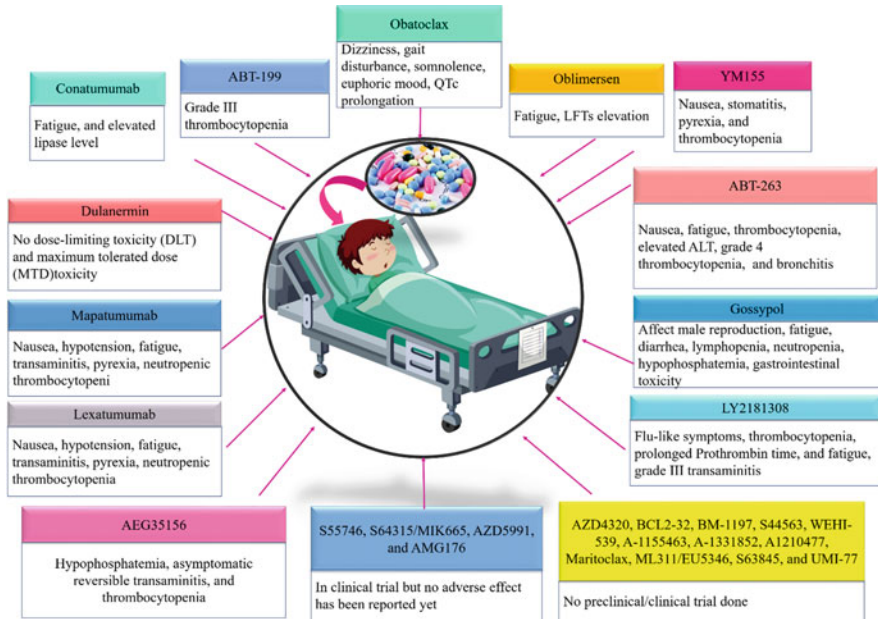 Obatoclax
Dizziness, gait
disturbance, somnolence,
euphoric mood, QTc
prolongation
Conatumumab
Fatigue, and elevated
lipase level
ABT-199
Grade III
thrombocytopenia
Oblimersen
Fatigue, LFTs elevation
YM155
Nausea, stomatitis,
pyrexia, and
thrombocytopenia
Dulanermin
No dose-limiting toxicity (DLT)
and maximum tolerated dose
(MTD)toxicity
ABT-263
Nausea, fatigue, thrombocytopenia,
elevated ALT, grade 4
thrombocytopenia, and bronchitis
Mapatumumab
Nausea, hypotension, fatigue,
transaminitis, pyrexia, neutropenic
thrombocytopeni
Gossypol
Affect male reproduction, fatigue,
diarrhea, lymphopenia, neutropenia,
hypophosphatemia, gastrointestinal
toxicity
Lexatumumab
Nausea, hypotension, fatigue,
transaminitis, pyrexia, neutropenic
thrombocytopenia
LY2181308
Flu-like symptoms, thrombocytopenia,
prolonged Prothrombin time, and fatigue,
grade III transaminitis
AEG35156
Hypophosphatemia, asymptomatic
reversible transaminitis, and
thrombocytopenia
S55746, S64315/MIK665, AZD5991,
and AMG176
In clinical trial but no adverse effect
has been reported yet
AZD4320, BCL2-32, BM-1197, S44563, WEHI-
539, A-1155463, A-1331852, A1210477,
Maritoclax, ML311/EU5346, S63845, and UMI-77
No preclinical/clinical trial done